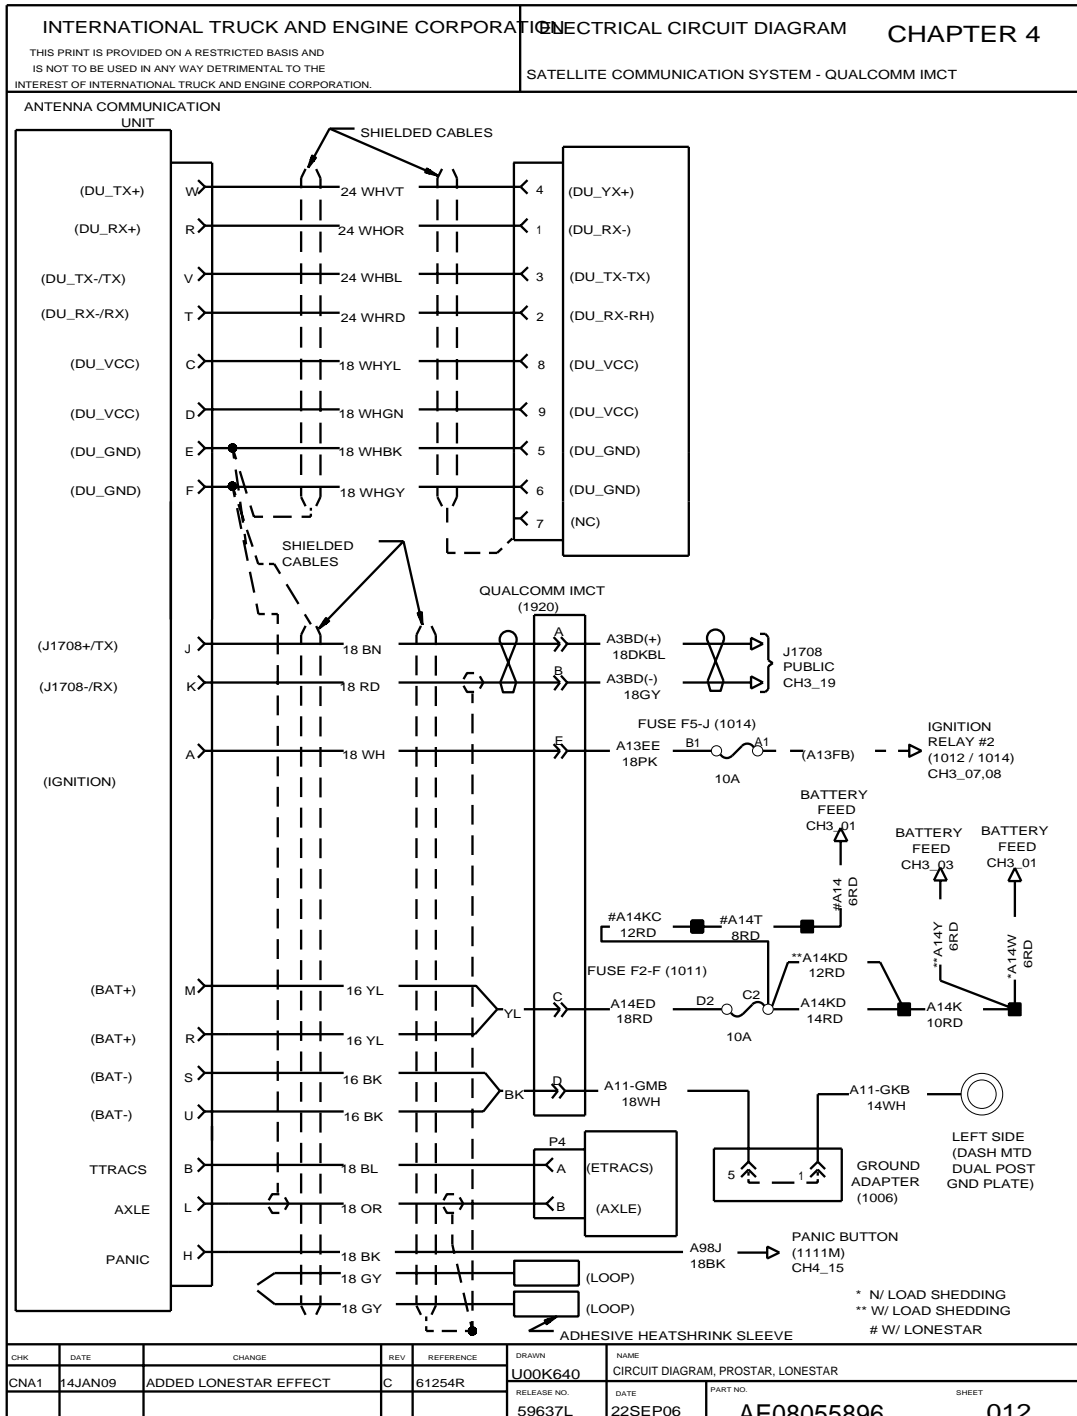 INTERNATIONAL TRUCK AND ENGINE CORPORATION
THIS PRINT IS PROVIDED ON A RESTRICTED BASIS AND
IS NOT TO BE USED IN ANY WAY DETRIMENTAL TO THE
INTEREST OF INTERNATIONAL TRUCK AND ENGINE CORPORATION.
ELECTRICAL CIRCUIT DIAGRAM
CHAPTER 4
SATELLITE COMMUNICATION SYSTEM - QUALCOMM IMCT
ANTENNA COMMUNICATION
UNIT
SHIELDED CABLES
(DU_TX+) W 24 WHVT 4 (DU_YX+)
(DU_RX+) R 24 WHOR 1 (DU_RX-)
(DU_TX-/TX) V 24 WHBL 3 (DU_TX-TX)
(DU_RX-/RX) T 24 WHRD 2 (DU_RX-RH)
(DU_VCC) C 18 WHYL 8 (DU_VCC)
(DU_VCC) D 18 WHGN 9 (DU_VCC)
(DU_GND) E 18 WHBK 5 (DU_GND)
(DU_GND) F 18 WHGY 6 (DU_GND)
7 (NC)
SHIELDED
CABLES
QUALCOMM IMCT
(1920)
(J1708+/TX) J 18 BN A A3BD(+)
18DKBL
(J1708-/RX) K 18 RD B A3BD(-)
18GY
J1708
PUBLIC
CH3_19
FUSE F5-J (1014)
A 18 WH E A13EE B1 A1 (A13FB)
18PK
10A
IGNITION
RELAY #2
(1012 / 1014)
CH3_07,08
(IGNITION)
BATTERY
FEED
CH3_01
BATTERY
FEED
CH3_03
BATTERY
FEED
CH3_01
#A14
6RD
**A14Y
6RD
*A14W
6RD
#A14KC
12RD
#A14T
8RD
**A14KD
12RD
FUSE F2-F (1011)
(BAT+) M 16 YL
YL C A14ED D2 C2 A14KD A14K
18RD 14RD 10RD
10A
(BAT+) R 16 YL
(BAT-) S 16 BK
BK D A11-GMB
18WH
A11-GKB
14WH
(BAT-) U 16 BK
LEFT SIDE
(DASH MTD
DUAL POST
GND PLATE)
5 1
GROUND
ADAPTER
(1006)
P4
TTRACS B 18 BL A (ETRACS)
AXLE L 18 OR B (AXLE)
PANIC H 18 BK A98J
18BK
PANIC BUTTON
(1111M)
CH4_15
18 GY (LOOP)
18 GY (LOOP)
ADHESIVE HEATSHRINK SLEEVE
* N/ LOAD SHEDDING
** W/ LOAD SHEDDING
# W/ LONESTAR
CHK DATE CHANGE REV REFERENCE
CNA1 14JAN09 ADDED LONESTAR EFFECT C 61254R
DRAWN
U00K640
NAME
CIRCUIT DIAGRAM, PROSTAR, LONESTAR
RELEASE NO.
59637L
DATE
22SEP06
PART NO.
AE08055896
SHEET
012